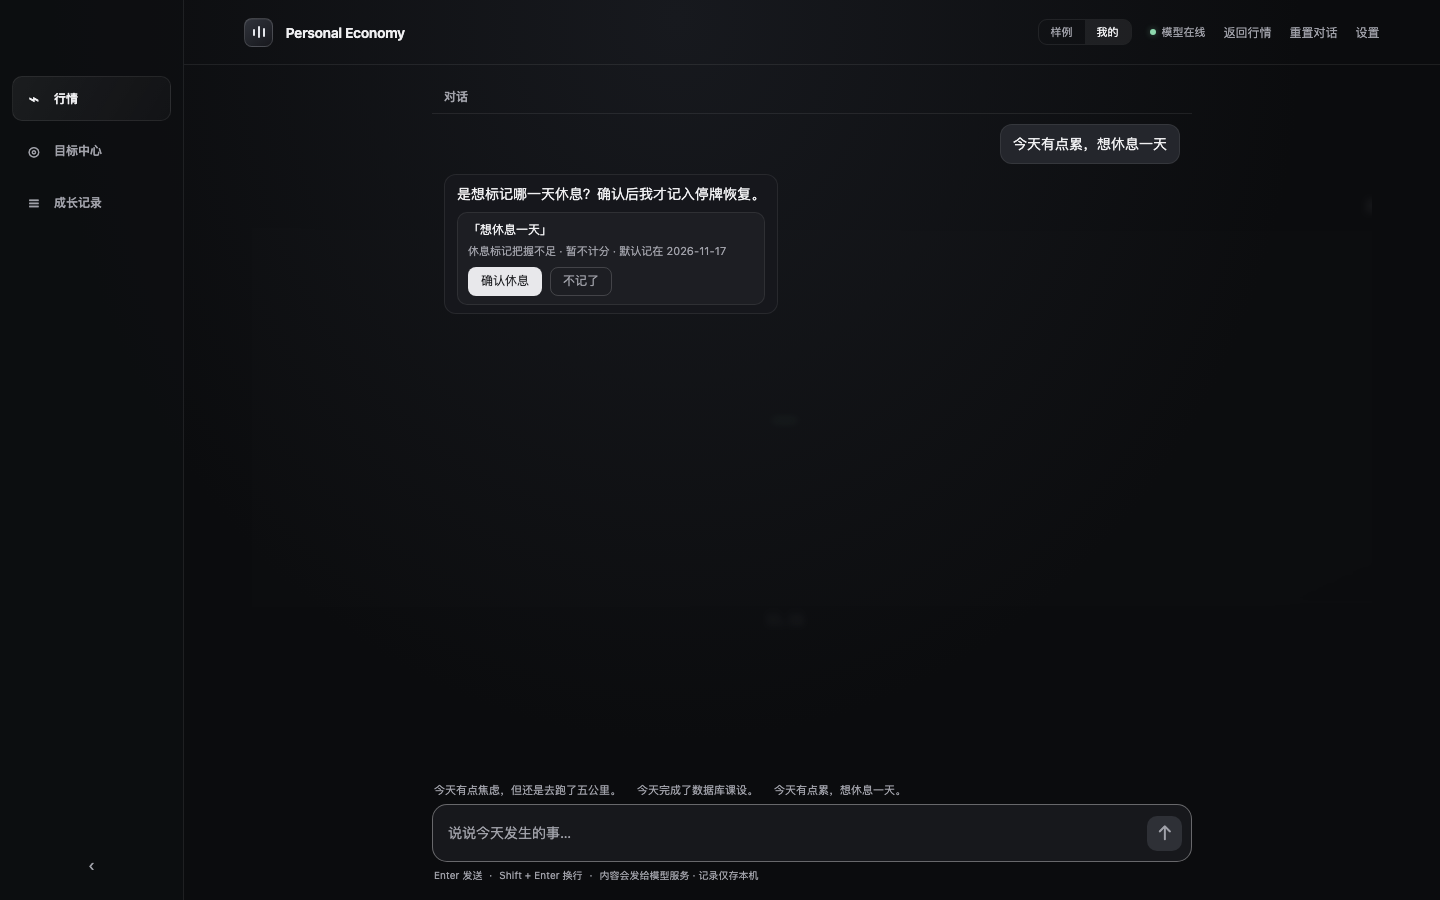 Personal Economy
样例
我的
模型在线
返回行情
重置对话
设置
行情
目标中心
成长记录
对话
今天有点累，想休息一天
是想标记哪一天休息？确认后我才记入停牌恢复。
「想休息一天」
休息标记把握不足 · 暂不计分 · 默认记在 2026-11-17
确认休息
不记了
今天有点焦虑，但还是去跑了五公里。
今天完成了数据库课设。
今天有点累，想休息一天。
说说今天发生的事...
Enter 发送 · Shift + Enter 换行 · 内容会发给模型服务 · 记录仅存本机